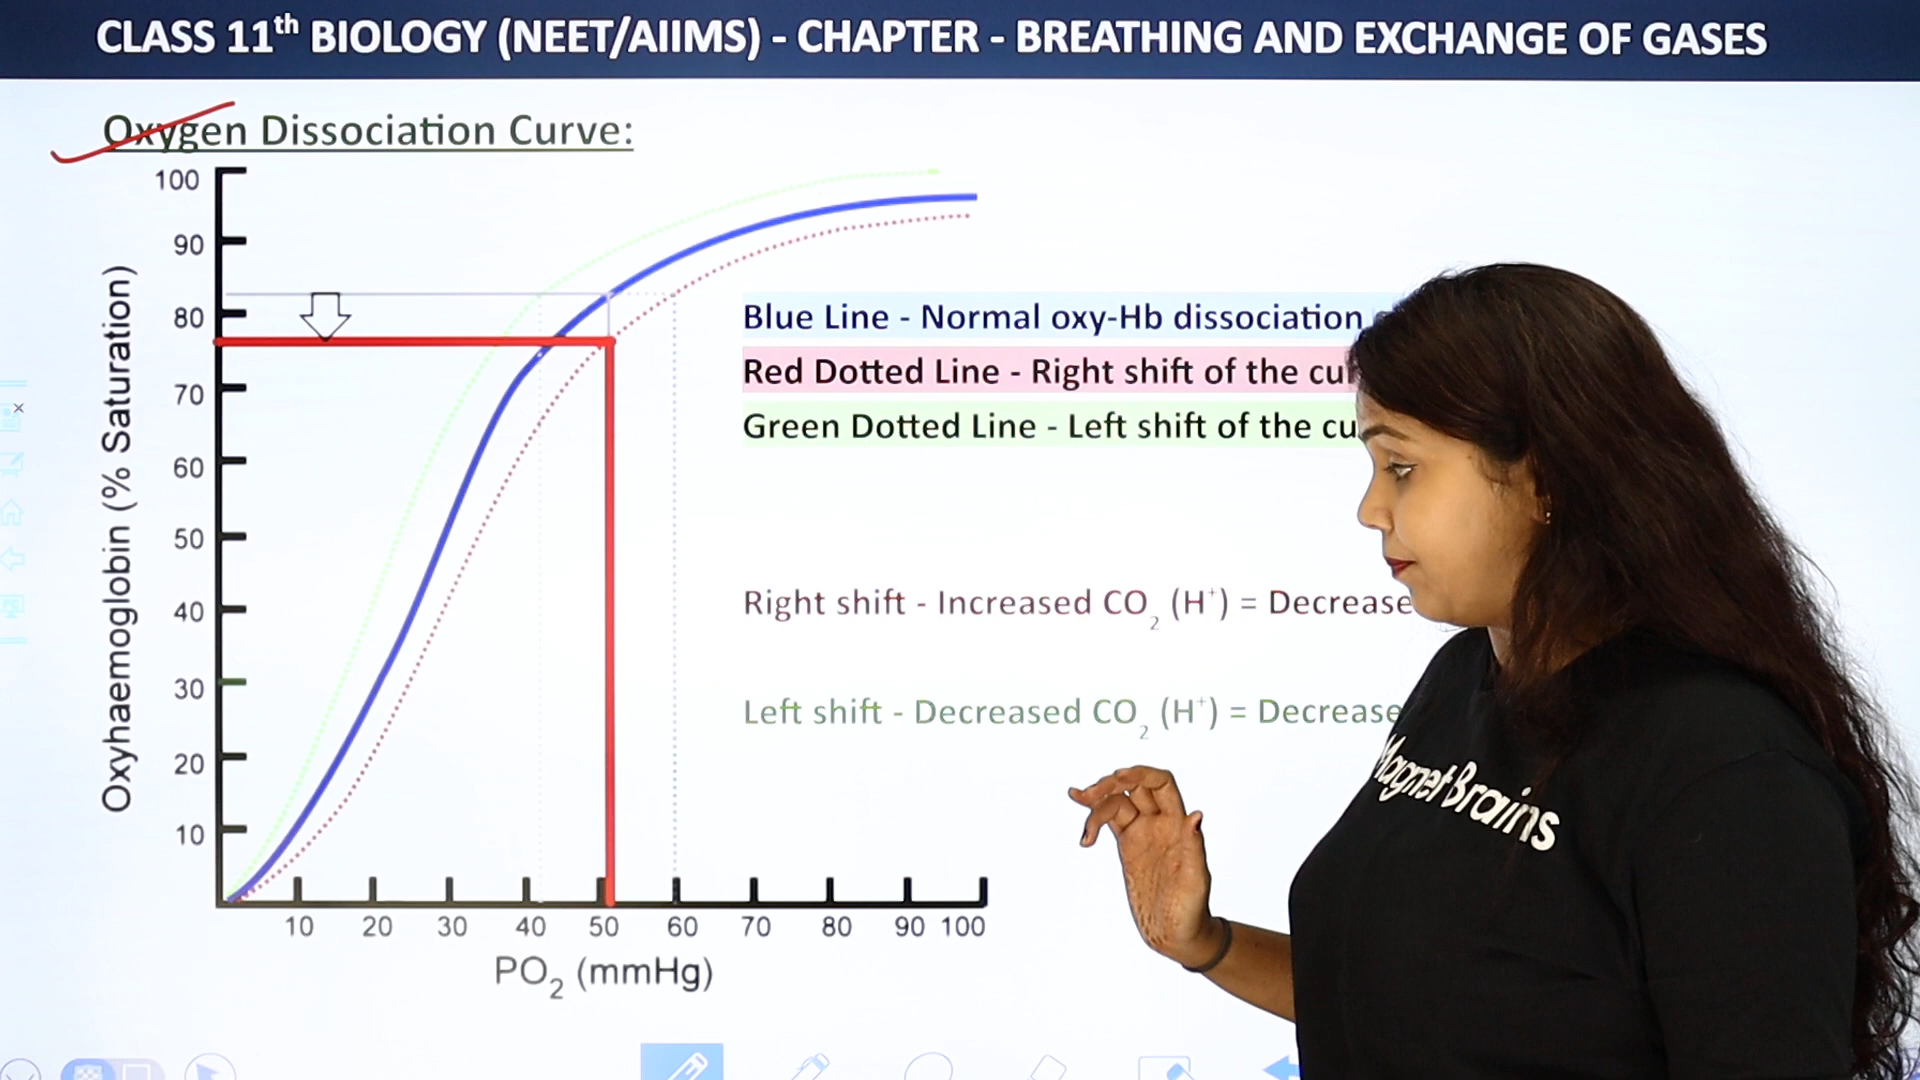 CLASS 11th BIOLOGY (NEET/AIIMS) - CHAPTER - BREATHING AND EXCHANGE OF GASES
Oxygen Dissociation Curve:
100
90
80
70
60
50
40
30
20
10
Oxyhaemoglobin (% Saturation)
10 20 30 40 50 60 70 80 90 100
PO2 (mmHg)
Blue Line - Normal oxy-Hb dissociation
Red Dotted Line - Right shift of the
Green Dotted Line - Left shift of the
Right shift - Increased CO2 (H+) = Decrease
Left shift - Decreased CO2 (H+) = Decrease
Magnet Brains